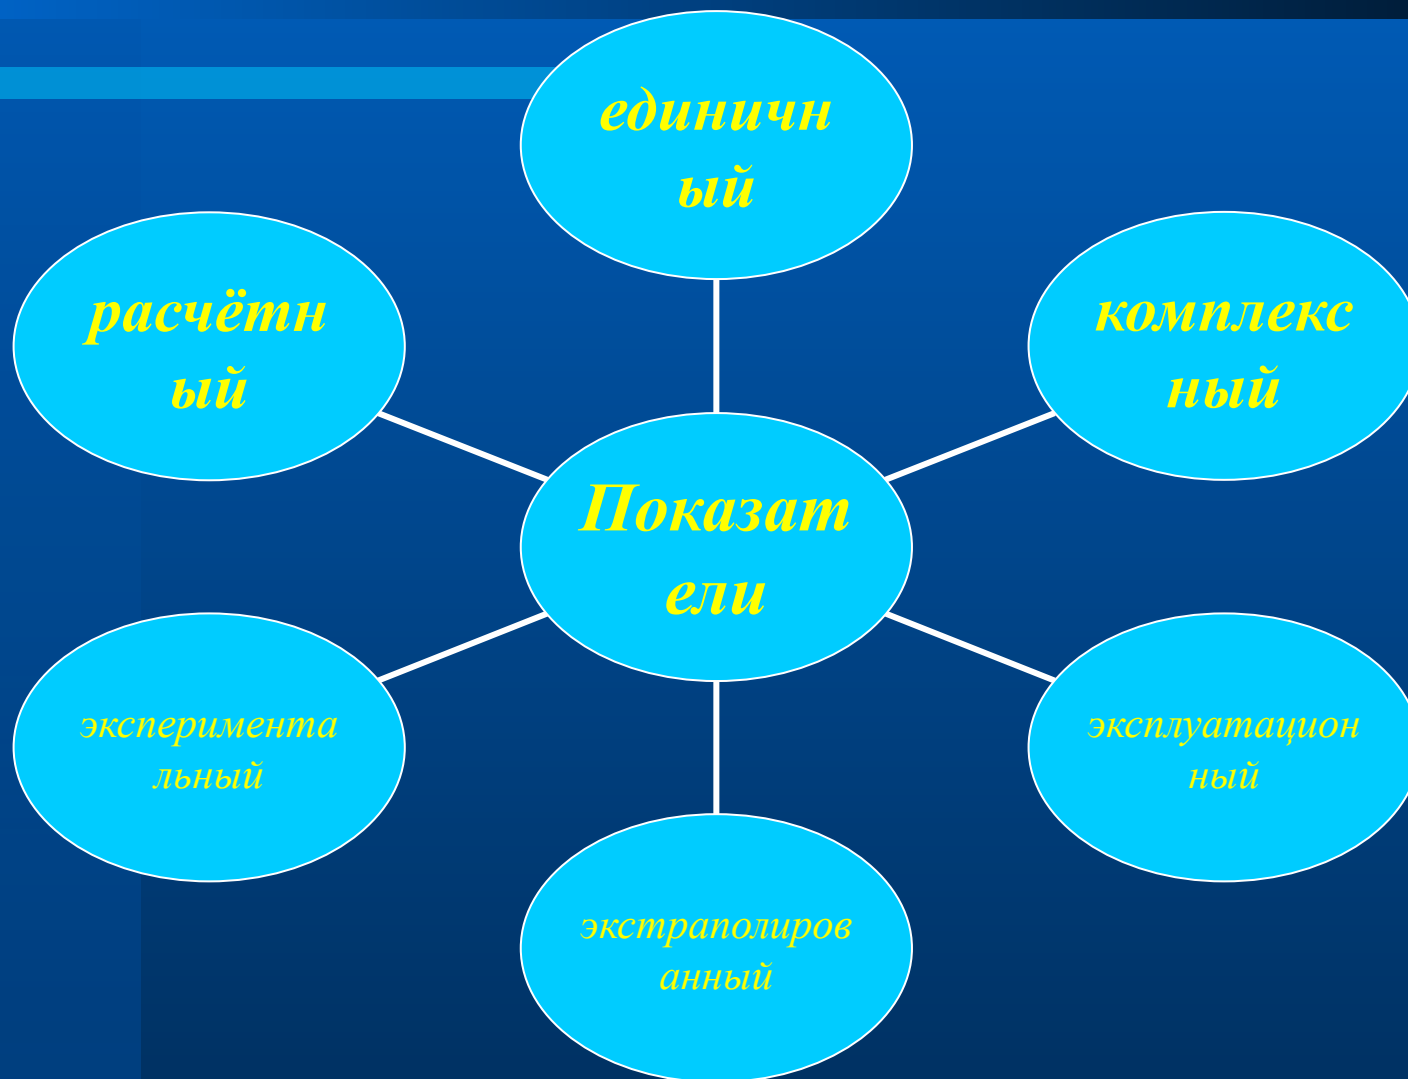 единичн
ый
расчётн
ый
комплекс
ный
Показат
ели
эксперимента
льный
эксплуатацион
ный
экстраполиров
анный